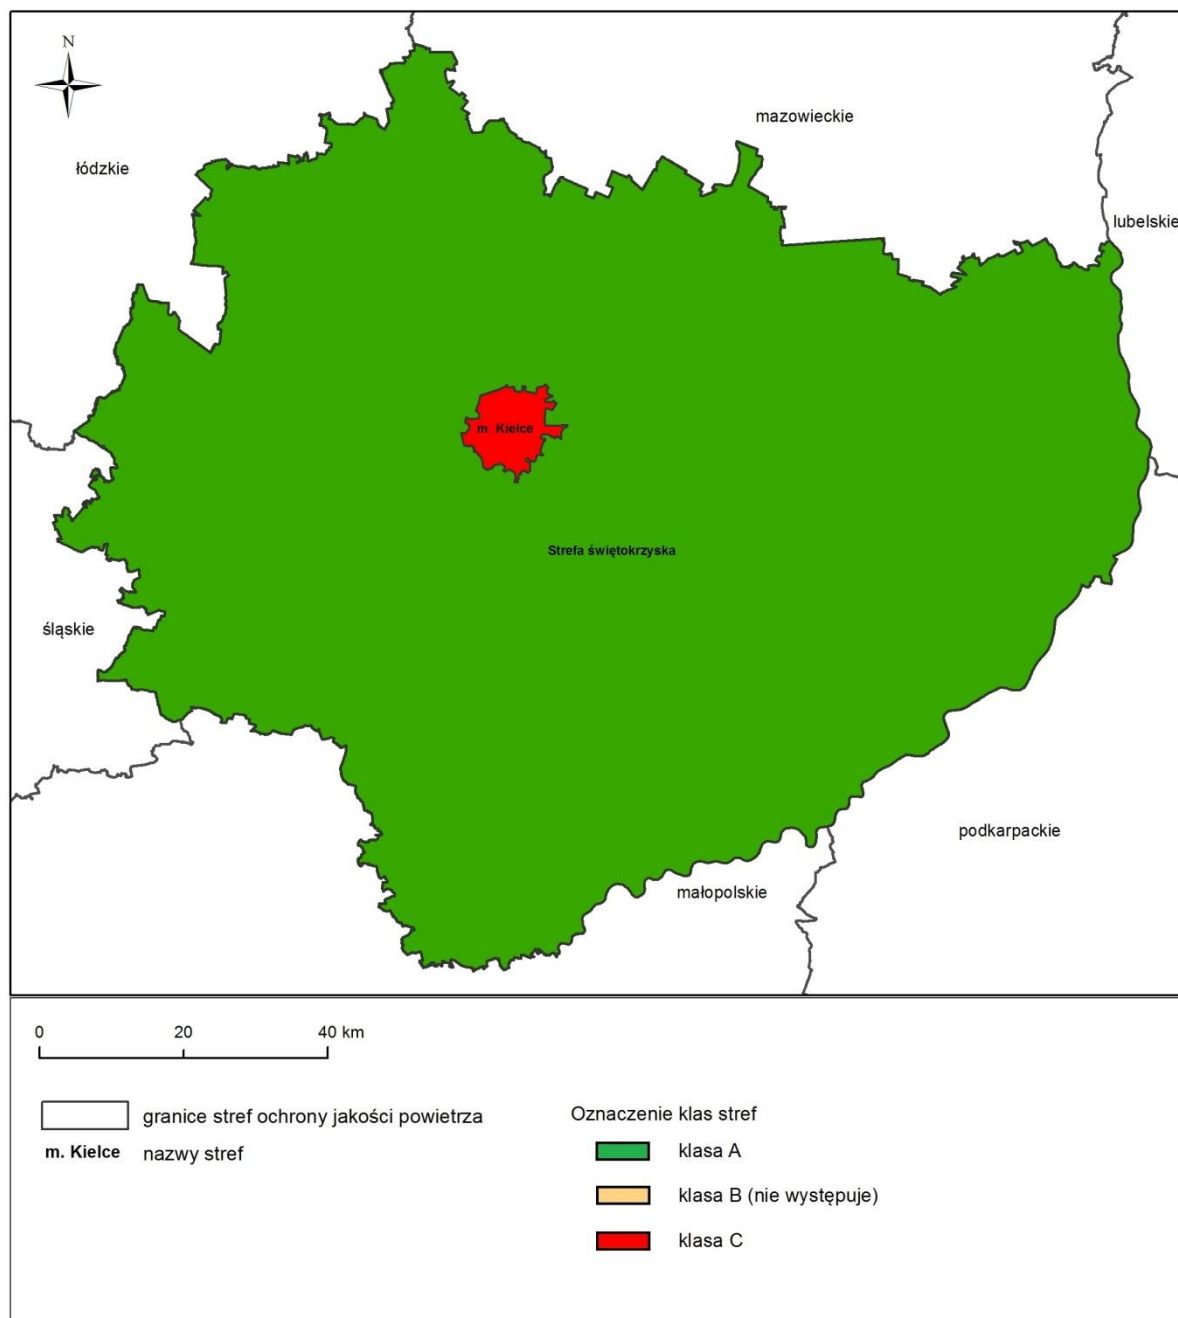 N
mazowieckie
łódzkie
lubelskie
m. Kielce
Strefa świętokrzyska
śląskie
podkarpackie
małopolskie
0 20 40 km
granice stref ochrony jakości powietrza
m. Kielce nazwy stref
Oznaczenie klas stref
klasa A
klasa B (nie występuje)
klasa C